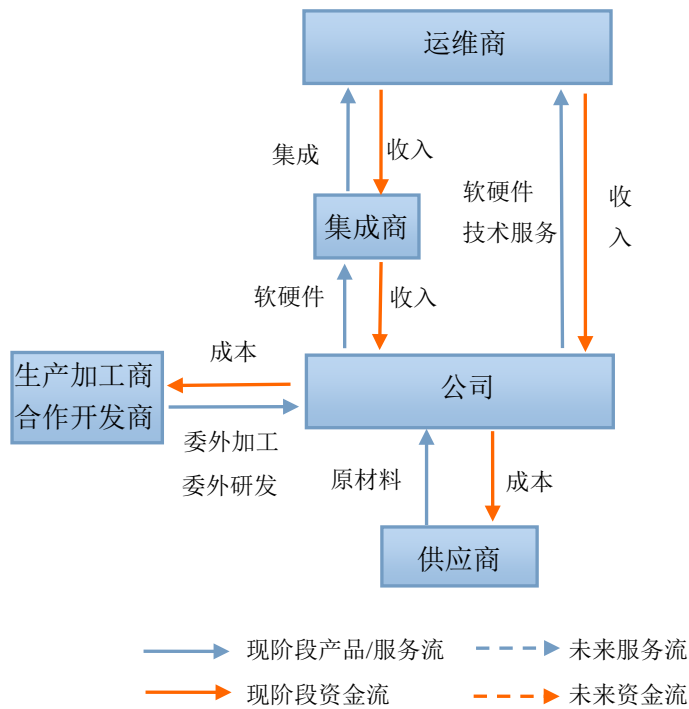 运维商
集成
收入
软硬件
技术服务
收
入
集成商
软硬件
收入
成本
生产加工商
合作开发商
公司
委外加工
委外研发
原材料
成本
供应商
现阶段产品/服务流
未来服务流
现阶段资金流
未来资金流